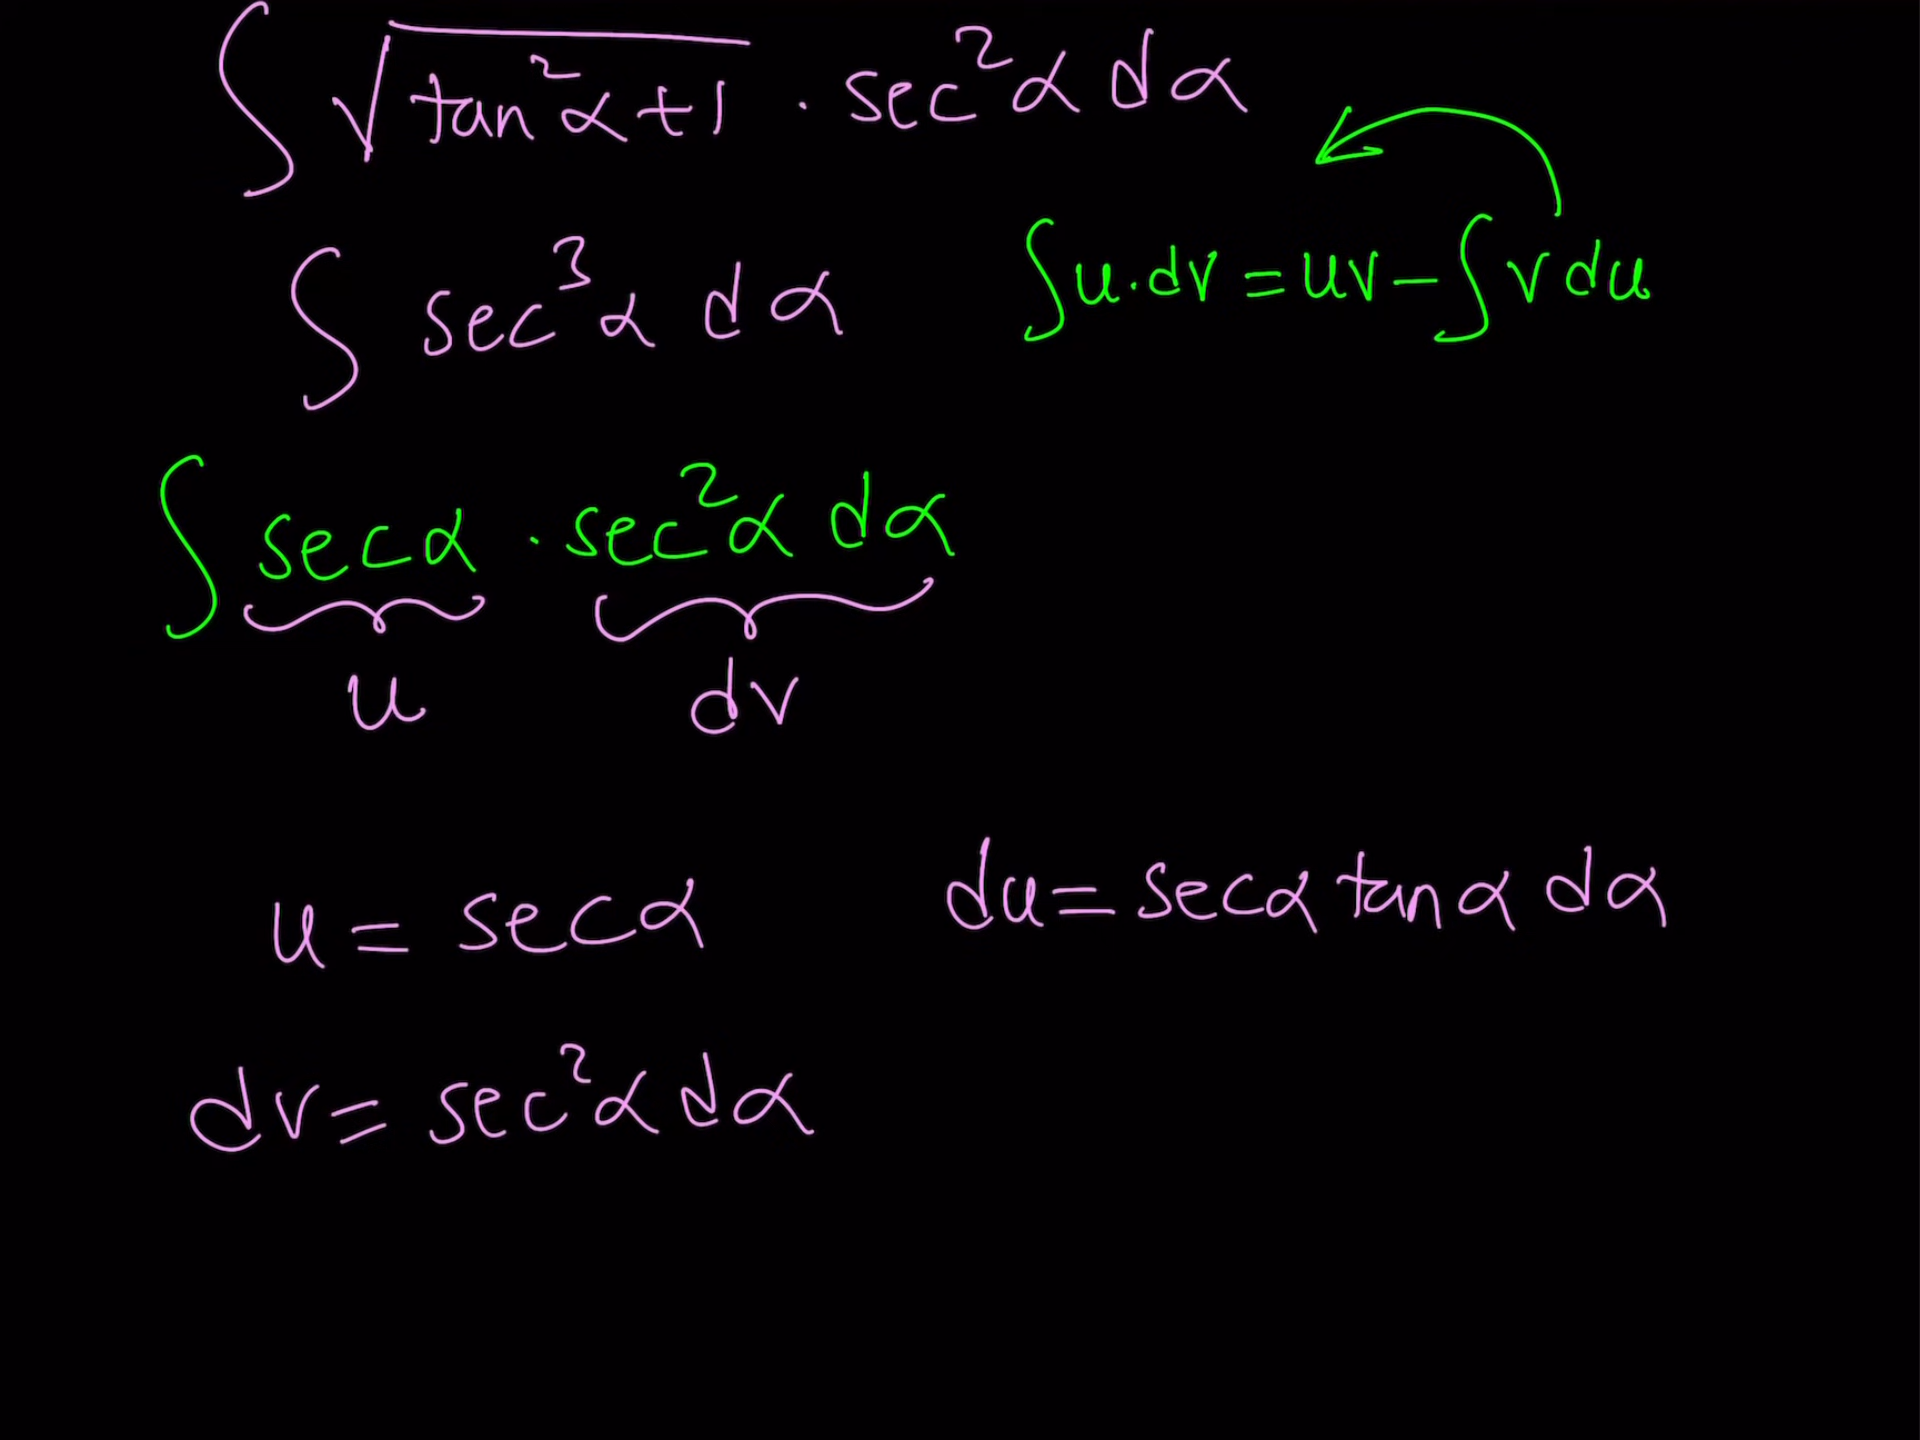 ∫ √(tan²α+1) · sec²α dα
∫ sec³α dα
∫u·dv = uv − ∫v du
∫ secα · sec²α dα
u dv
u = secα
du = secα tanα dα
dv = sec²α dα